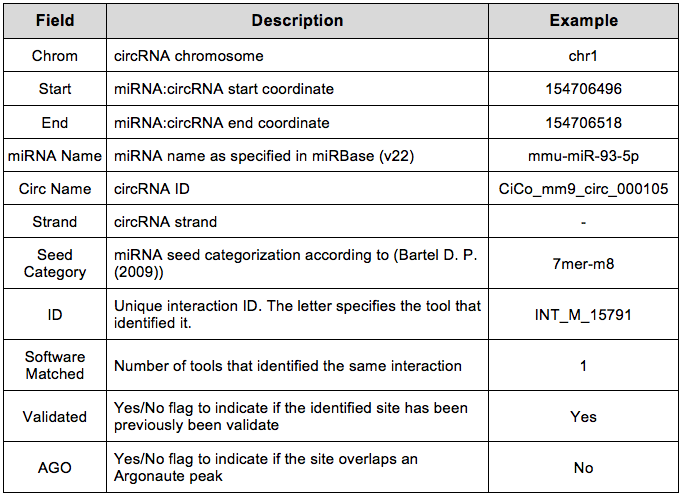 Field Description Example
Chrom circRNA chromosome chr1
Start miRNA:circRNA start coordinate 154706496
End miRNA:circRNA end coordinate 154706518
miRNA Name miRNA name as specified in miRBase (v22) mmu-miR-93-5p
Circ Name circRNA ID CiCo_mm9_circ_000105
Strand circRNA strand -
Seed Category miRNA seed categorization according to (Bartel D. P. (2009)) 7mer-m8
ID Unique interaction ID. The letter specifies the tool that identified it. INT_M_15791
Software Matched Number of tools that identified the same interaction 1
Validated Yes/No flag to indicate if the identified site has been previously been validate Yes
AGO Yes/No flag to indicate if the site overlaps an Argonaute peak No